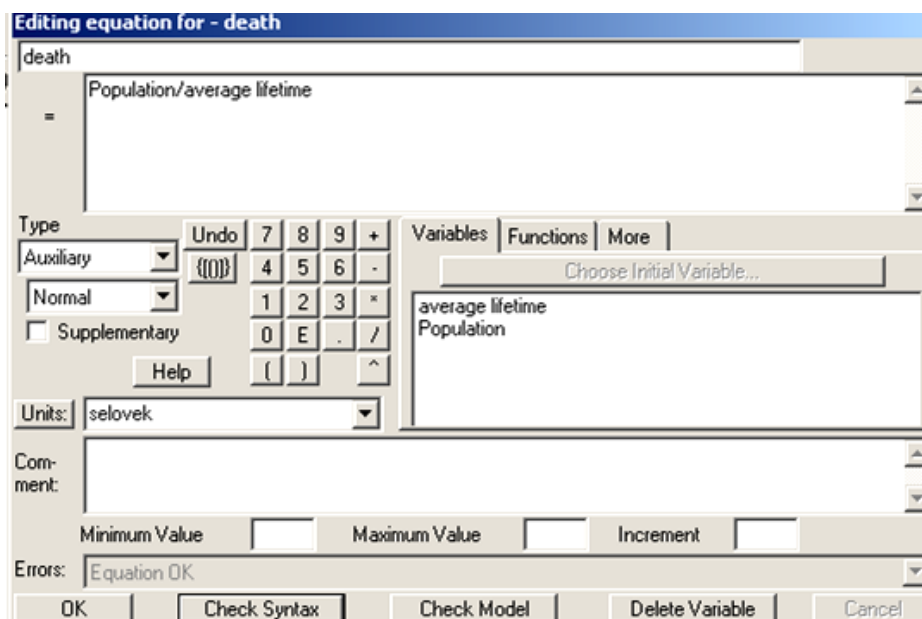 Editing equation for - death
death
= Population/average lifetime
Type
Auxiliary
Normal
Supplementary
Help
Undo 7 8 9 +
{[()]} 4 5 6 -
1 2 3 *
0 E . /
( ) ^
Variables Functions More
Choose Initial Variable...
average lifetime
Population
Units: selovek
Com-
ment:
Minimum Value Maximum Value Increment
Errors: Equation OK
OK Check Syntax Check Model Delete Variable Cancel